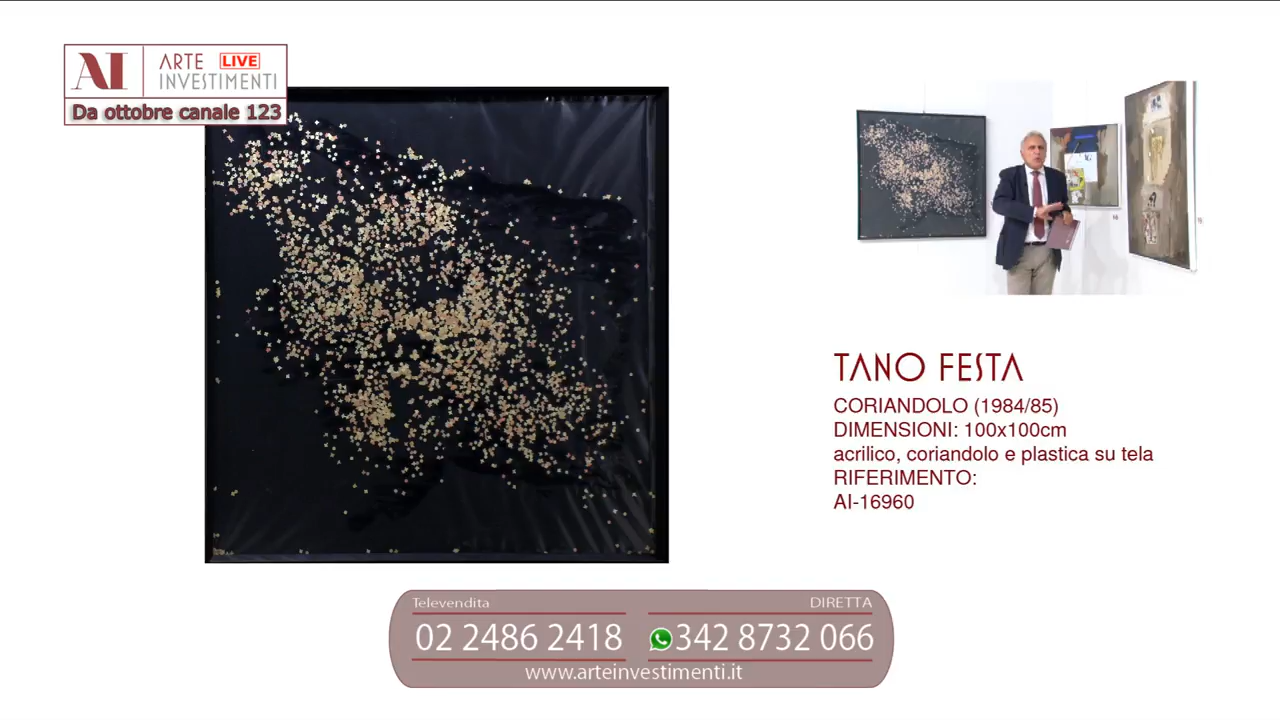 AI
ARTE LIVE
INVESTIMENTI
Da ottobre canale 123
TANO FESTA
CORIANDOLO (1984/85)
DIMENSIONI: 100x100cm
acrilico, coriandolo e plastica su tela
RIFERIMENTO:
AI-16960
Televendita DIRETTA
02 2486 2418 342 8732 066
www.arteinvestimenti.it